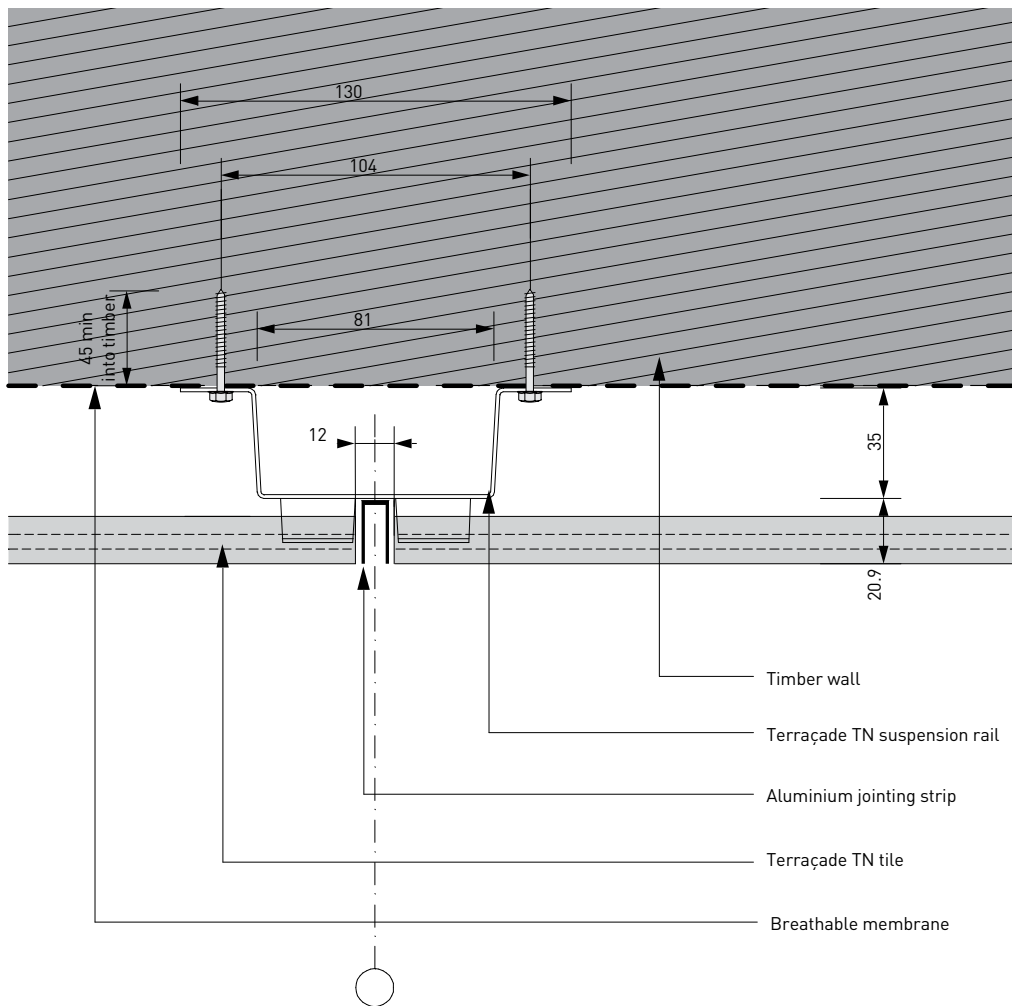 130
104
45 min
into timber
81
12
35
20.9
Timber wall
Terraçade TN suspension rail
Aluminium jointing strip
Terraçade TN tile
Breathable membrane